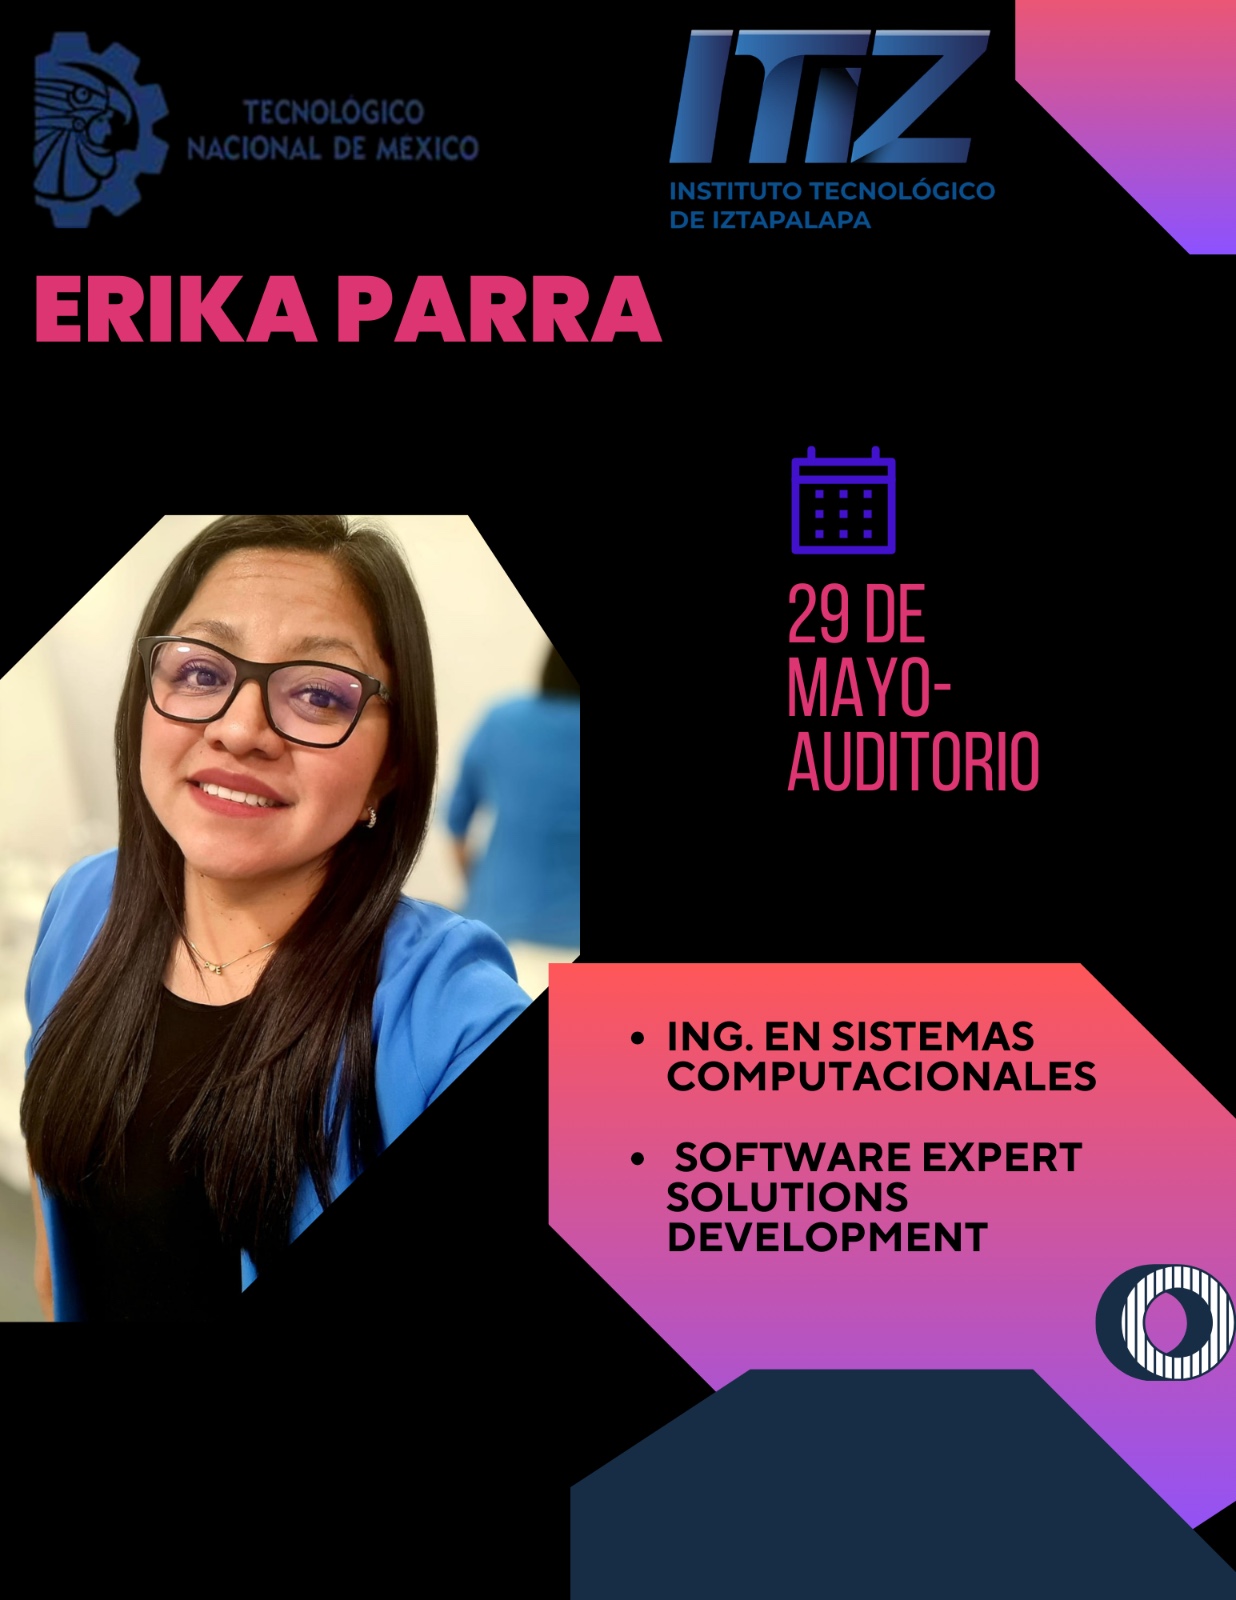 TECNOLÓGICO
NACIONAL DE MÉXICO
ITIZ
INSTITUTO TECNOLÓGICO
DE IZTAPALAPA
ERIKA PARRA
29 DE
MAYO-
AUDITORIO
• ING. EN SISTEMAS
COMPUTACIONALES
• SOFTWARE EXPERT
SOLUTIONS
DEVELOPMENT